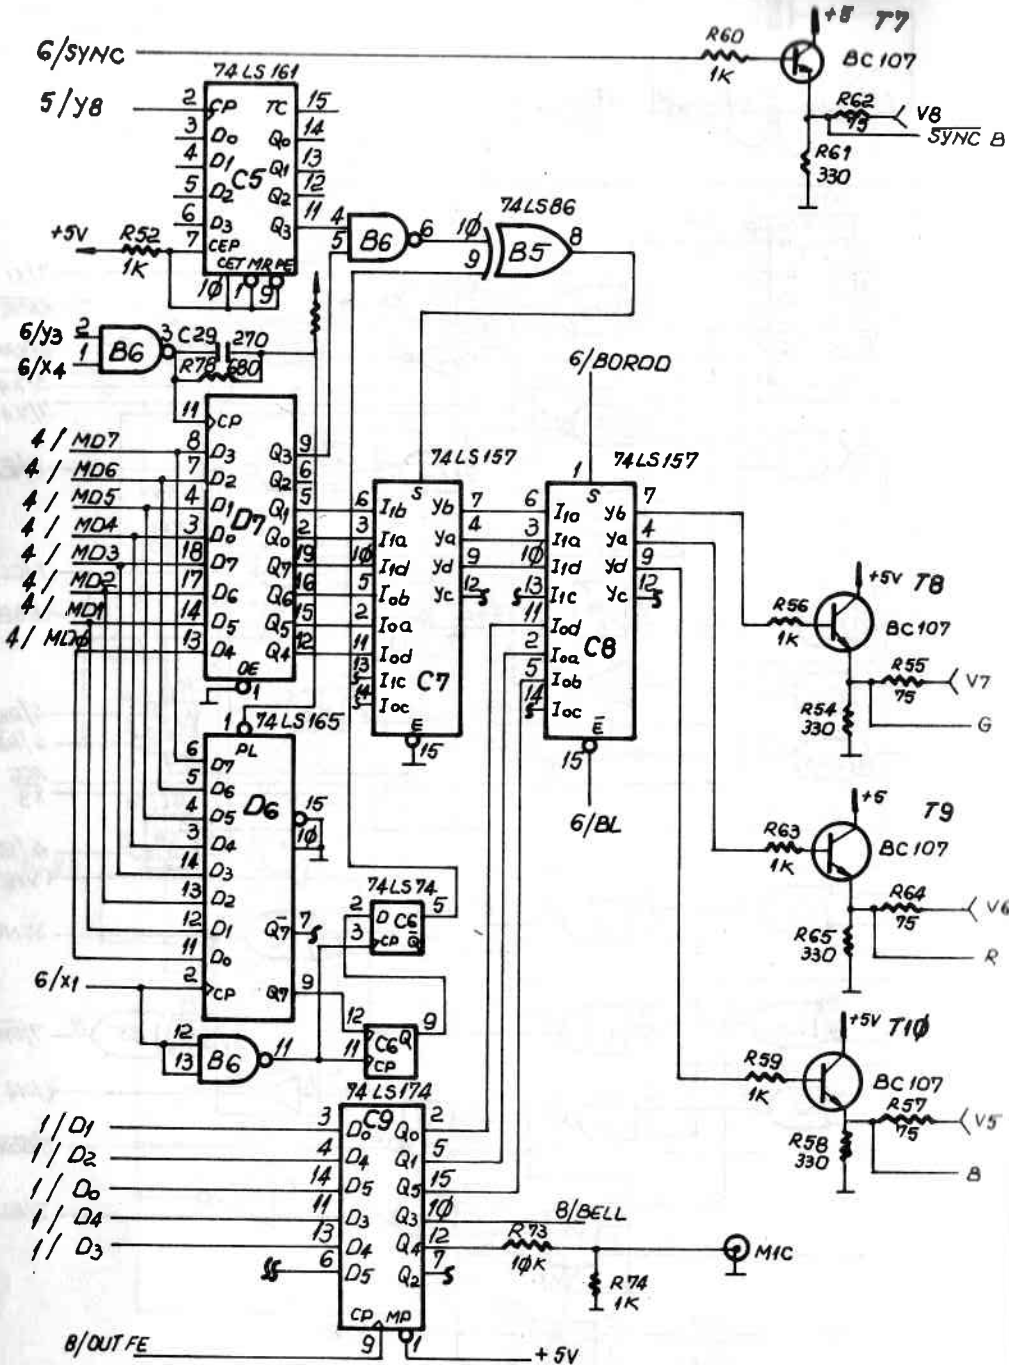 6/SYNC
R60
1K
+5
T7
BC107
R62
75
V8
SYNC B
R61
330
74LS161
5/Y8
2
CP
TC
15
3
D0
Q0
14
4
D1
Q1
13
C5
5
D2
Q2
12
6
D3
Q3
11
7
CEP
CET MR PE
10
1
9
+5V
R52
1K
4
5
B6
6
74LS86
10
9
B5
8
6/Y3
2
6/X4
1
B6
3
C29
270
R78
680
11
CP
4/MD7
8
D3
Q3
9
4/MD6
7
D2
Q2
6
4/MD5
4
D1
Q1
5
4/MD4
3
D0
Q0
2
D7
4/MD3
18
D7
Q7
19
4/MD2
17
D6
Q6
16
4/MD1
14
D5
Q5
15
4/MD0
13
D4
Q4
12
OE
1
74LS157
S
6
I1b
Yb
7
3
I1a
Ya
4
10
I1d
Yd
9
5
I0b
Yc
12
2
I0a
11
I0d
13
I1c
14
I0c
C7
E
15
6/BORDD
74LS157
1
S
6
I1a
Yb
7
3
I1a
Ya
4
10
I1d
Yd
9
13
I1c
Yc
12
11
I0d
2
I0a
5
I0b
14
I0c
C8
E
15
6/BL
+5V
T8
R56
1K
BC107
R55
75
V7
R54
330
G
+5
T9
R63
1K
BC107
R64
75
V6
R65
330
R
+5V
T10
R59
1K
BC107
R57
75
V5
R58
330
B
1
74LS165
PL
6
D7
5
D6
4
D5
3
D4
14
D3
13
D2
12
D1
11
D0
2
CP
D6
15
10
Q7
7
Q7
9
6/X1
12
13
B6
11
74LS74
2
D
C6
5
3
CP
Q
12
C6
Q
9
11
CP
74LS174
C9
1/D1
3
D0
Q0
2
1/D2
4
D4
Q1
5
1/D0
14
D5
Q5
15
1/D4
11
D3
Q3
10
8/BELL
1/D3
13
D4
Q4
12
6
D5
Q2
7
CP
MP
9
1
8/OUT FE
+5V
R73
10K
R74
1K
MIC